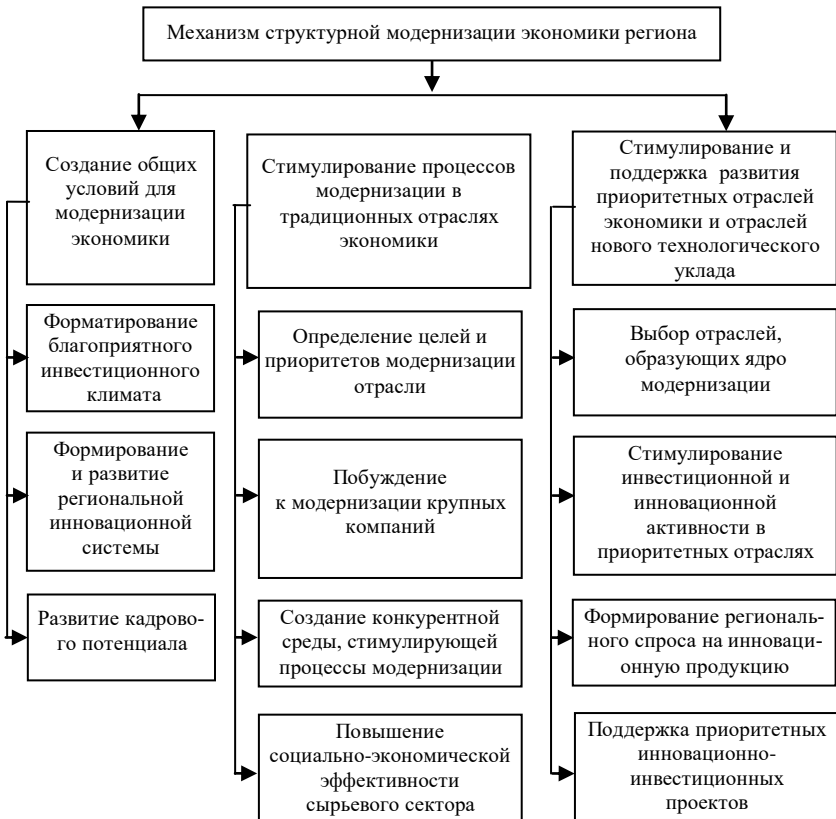 Механизм структурной модернизации экономики региона
Создание общих
условий для
модернизации
экономики
Форматирование
благоприятного
инвестиционного
климата
Формирование
и развитие
региональной
инновационной
системы
Развитие кадрово-
го потенциала
Стимулирование процессов
модернизации в
традиционных отраслях
экономики
Определение целей и
приоритетов модернизации
отрасли
Побуждение
к модернизации крупных
компаний
Создание конкурентной
среды, стимулирующей
процессы модернизации
Повышение
социально-экономической
эффективности
сырьевого сектора
Стимулирование и
поддержка развития
приоритетных отраслей
экономики и отраслей
нового технологического
уклада
Выбор отраслей,
образующих ядро
модернизации
Стимулирование
инвестиционной и
инновационной
активности в
приоритетных отраслях
Формирование региональ-
ного спроса на инноваци-
онную продукцию
Поддержка приоритетных
инновационно-
инвестиционных
проектов